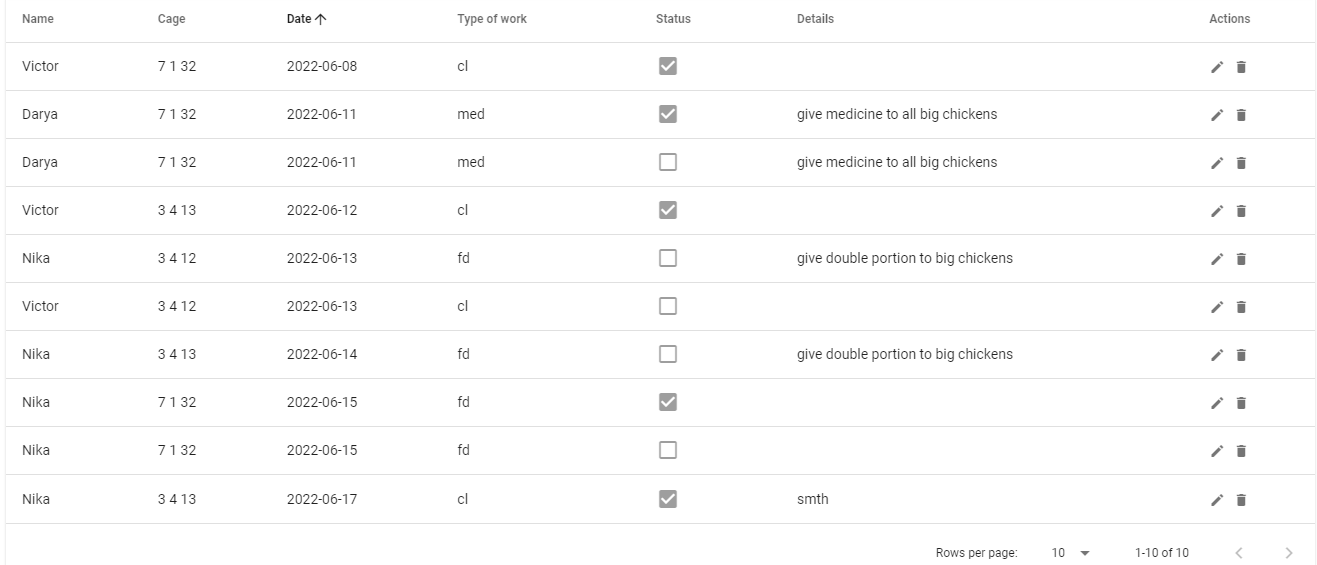 Name Cage Date Type of work Status Details Actions
Victor 7 1 32 2022-06-08 cl
Darya 7 1 32 2022-06-11 med give medicine to all big chickens
Darya 7 1 32 2022-06-11 med give medicine to all big chickens
Victor 3 4 13 2022-06-12 cl
Nika 3 4 12 2022-06-13 fd give double portion to big chickens
Victor 3 4 12 2022-06-13 cl
Nika 3 4 13 2022-06-14 fd give double portion to big chickens
Nika 7 1 32 2022-06-15 fd
Nika 7 1 32 2022-06-15 fd
Nika 3 4 13 2022-06-17 cl smth
Rows per page: 10 1-10 of 10